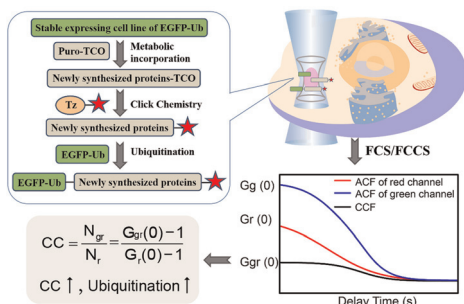 Stable expressing cell line of EGFP-Ub
Puro-TCO
Metabolic
incorporation
Newly synthesized proteins-TCO
Tz
Click Chemistry
Newly synthesized proteins
EGFP-Ub
Ubiquitination
EGFP-Ub
Newly synthesized proteins
FCS/FCCS
Gg (0)
Gr (0)
Ggr (0)
ACF of red channel
ACF of green channel
CCF
Delay Time (s)
CC = Ngr/Nr = Ggr(0)−1/Gr(0)−1
CC ↑ , Ubiquitination ↑